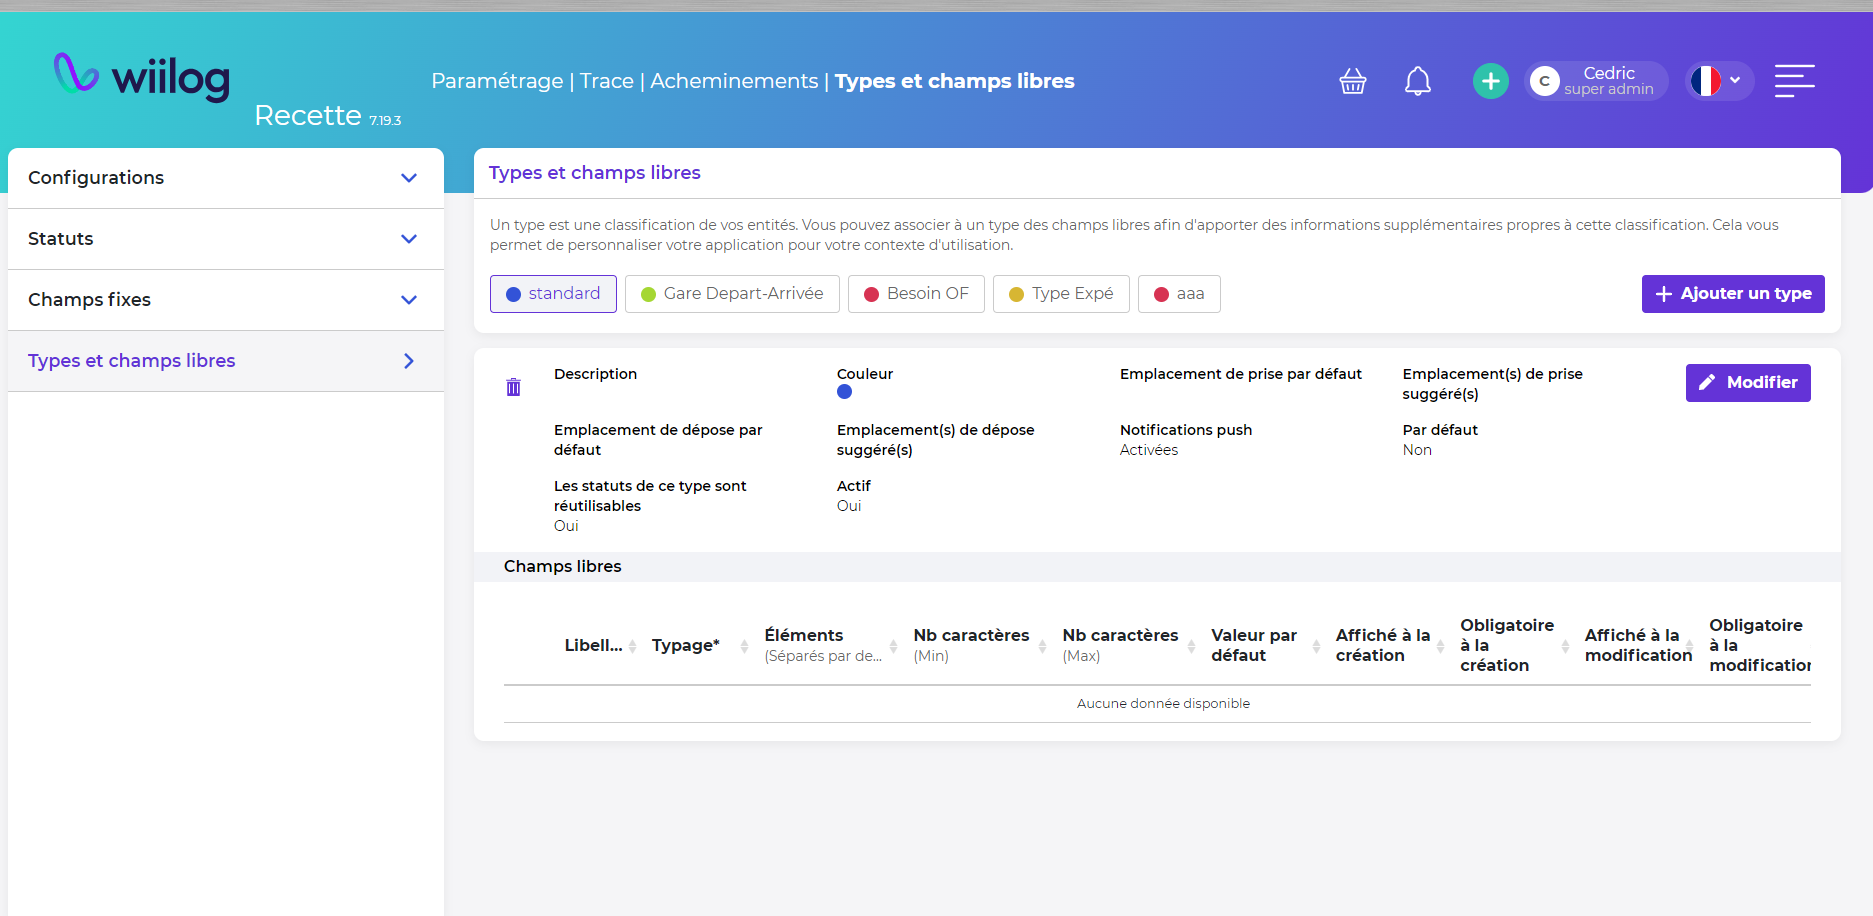 wiilog
Recette 7.19.3
Paramétrage | Trace | Acheminements | Types et champs libres
C
Cedric
super admin
Configurations
Statuts
Champs fixes
Types et champs libres
Types et champs libres
Un type est une classification de vos entités. Vous pouvez associer à un type des champs libres afin d'apporter des informations supplémentaires propres à cette classification. Cela vous
permet de personnaliser votre application pour votre contexte d'utilisation.
standard
Gare Depart-Arrivée
Besoin OF
Type Expé
aaa
Ajouter un type
Description
Couleur
Emplacement de prise par défaut
Emplacement(s) de prise
suggéré(s)
Modifier
Emplacement de dépose par
défaut
Emplacement(s) de dépose
suggéré(s)
Notifications push
Activées
Par défaut
Non
Les statuts de ce type sont
réutilisables
Oui
Actif
Oui
Champs libres
Libell...
Typage*
Éléments
(Séparés par de...
Nb caractères
(Min)
Nb caractères
(Max)
Valeur par
défaut
Affiché à la
création
Obligatoire
à la
création
Affiché à la
modification
Obligatoire
à la
modification
Aucune donnée disponible